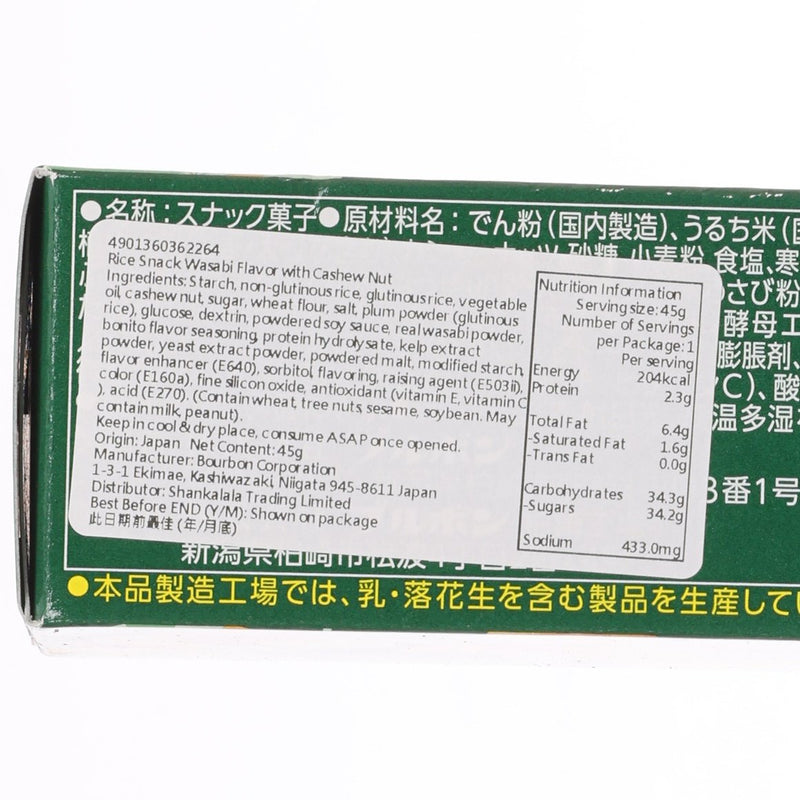 ●名称：スナック菓子●原材料名：でん粉（国内製造）、うるち米（
ナッツ、砂糖、小麦粉、食塩、寒
さび粉
酵母エ
膨脹剤、
C）、酸
温多湿
4901360362264
Rice Snack Wasabi Flavor with Cashew Nut
Ingredients: Starch, non-glutinous rice, glutinous rice, vegetable
oil, cashew nut, sugar, wheat flour, salt, plum powder (glutinous
rice), glucose, dextrin, powdered soy sauce, real wasabi powder,
bonito flavor seasoning, protein hydrolysate, kelp extract
powder, yeast extract powder, powdered malt, modified starch,
flavor enhancer (E640), sorbitol, flavoring, raising agent (E503ii),
color (E160a), fine silicon oxide, antioxidant (vitamin E, vitamin C
), acid (E270). (Contain wheat, tree nuts, sesame, soybean. May
contain milk, peanut).
Keep in cool & dry place, consume ASAP once opened.
Origin: Japan Net Content: 45g
Manufacturer: Bourbon Corporation
1-3-1 Ekimae, Kashiwazaki, Niigata 945-8611 Japan
Distributor: Shankalala Trading Limited
Best Before END (Y/M): Shown on package
此日期前最佳 (年/月底)
Nutrition Information
Serving size: 45g
Number of Servings
per Package: 1
Per serving
Energy 204kcal
Protein 2.3g
Total Fat 6.4g
-Saturated Fat 1.6g
-Trans Fat 0.0g
Carbohydrates 34.3g
-Sugars 34.2g
Sodium 433.0mg
3番1号
新潟県柏崎市松波
●本品製造工場では、乳・落花生を含む製品を生産してい